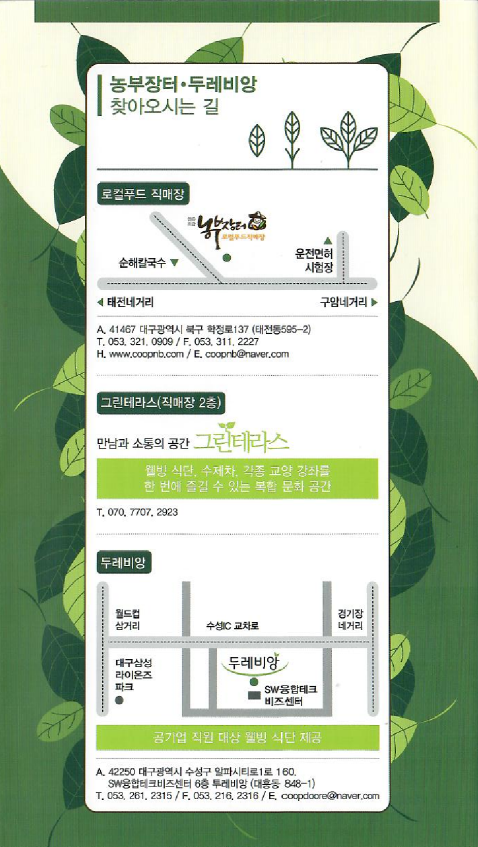 농부장터·두레비앙
찾아오시는 길
로컬푸드 직매장
농부장터
로컬푸드직매장
순해칼국수 ▼
▲
운전면허
시험장
◀ 태전네거리
구암네거리 ▶
A. 41467 대구광역시 북구 학정로137 (태전동595-2)
T. 053. 321. 0909 / F. 053. 311. 2227
H. www.coopnb.com / E. coopnb@naver.com
그린테라스(직매장 2층)
만남과 소통의 공간 그린테라스
웰빙 식단, 수제차, 각종 교양 강좌를
한 번에 즐길 수 있는 복합 문화 공간
T. 070. 7707. 2923
두레비앙
월드컵
삼거리
수성IC 교차로
경기장
네거리
대구삼성
라이온즈
파크
두레비앙
SW융합테크
비즈센터
공기업 직원 대상 웰빙 식단 제공
A. 42250 대구광역시 수성구 알파시티로1로 160.
SW융합테크비즈센터 6층 투레비앙 (대흥동 848-1)
T. 053. 261. 2315 / F. 053. 216. 2316 / E. coopdoore@naver.com